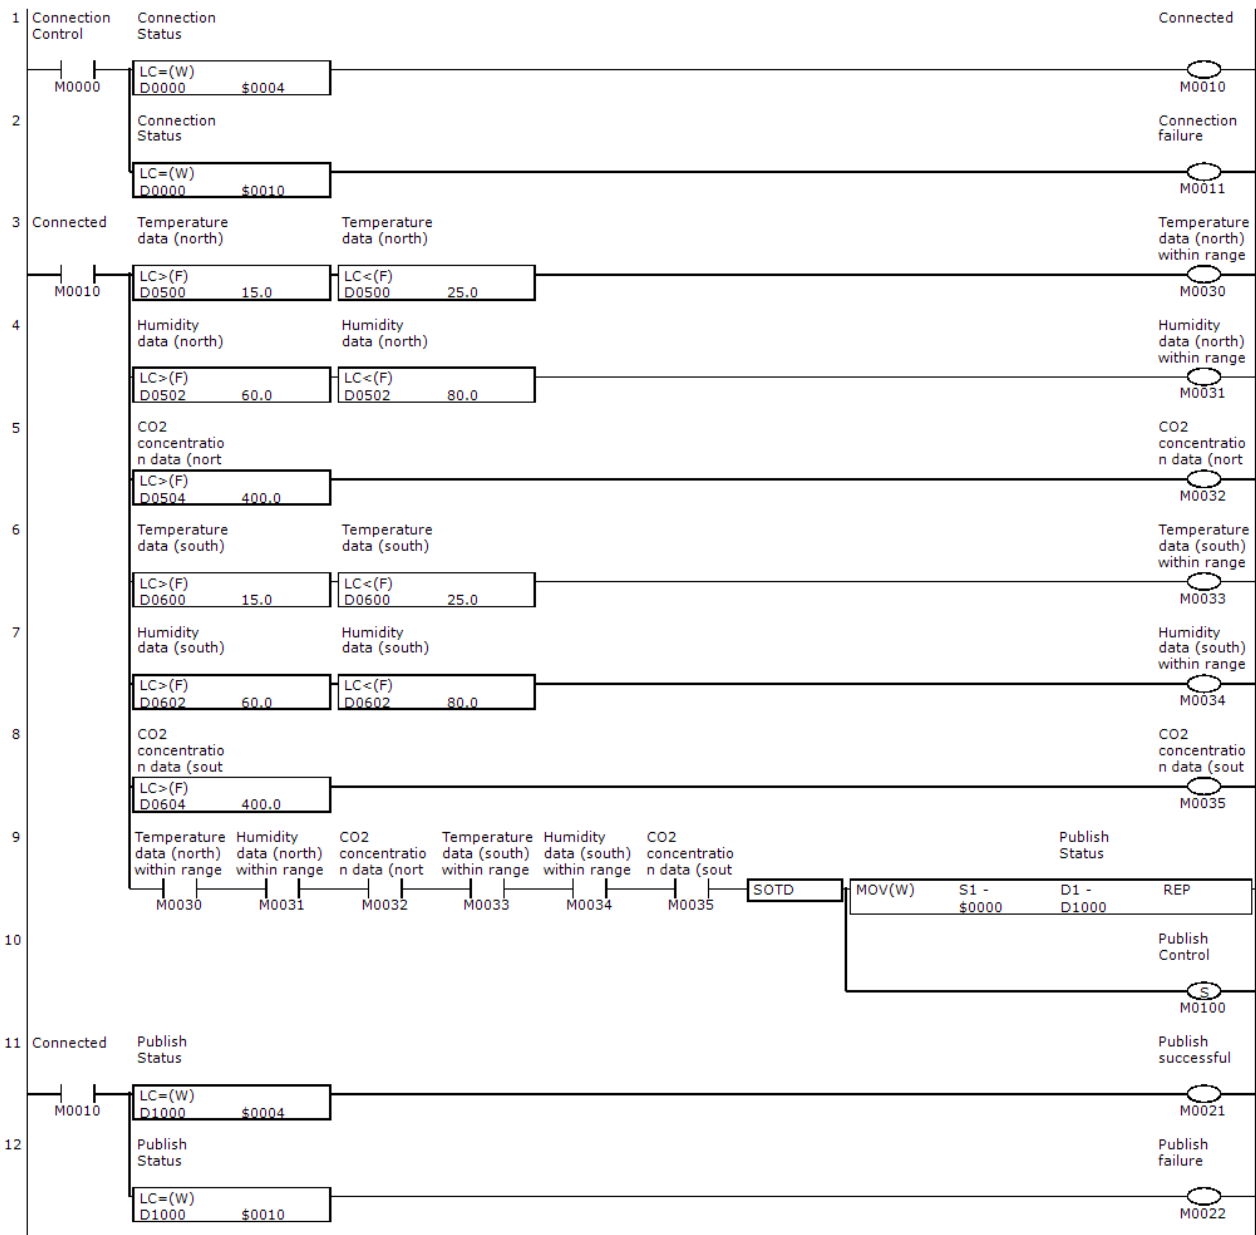 1 Connection Connection Connected
Control Status
LC=(W)
M0000 D0000 $0004 M0010
2 Connection Connection
Status failure
LC=(W)
D0000 $0010 M0011
3 Connected Temperature Temperature Temperature
data (north) data (north) data (north)
within range
LC>(F) LC<(F)
M0010 D0500 15.0 D0500 25.0 M0030
4 Humidity Humidity Humidity
data (north) data (north) data (north)
within range
LC>(F) LC<(F)
D0502 60.0 D0502 80.0 M0031
5 CO2 CO2
concentratio concentratio
n data (nort n data (nort
LC>(F)
D0504 400.0 M0032
6 Temperature Temperature Temperature
data (south) data (south) data (south)
within range
LC>(F) LC<(F)
D0600 15.0 D0600 25.0 M0033
7 Humidity Humidity Humidity
data (south) data (south) data (south)
within range
LC>(F) LC<(F)
D0602 60.0 D0602 80.0 M0034
8 CO2 CO2
concentratio concentratio
n data (sout n data (sout
LC>(F)
D0604 400.0 M0035
9 Temperature Humidity CO2 Temperature Humidity CO2 Publish
data (north) data (north) concentratio data (south) data (south) concentratio Status
within range within range n data (nort within range within range n data (sout
SOTD MOV(W) S1 - D1 - REP
M0030 M0031 M0032 M0033 M0034 M0035 $0000 D1000
10 Publish
Control
S
M0100
11 Connected Publish Publish
Status successful
LC=(W)
M0010 D1000 $0004 M0021
12 Publish Publish
Status failure
LC=(W)
D1000 $0010 M0022